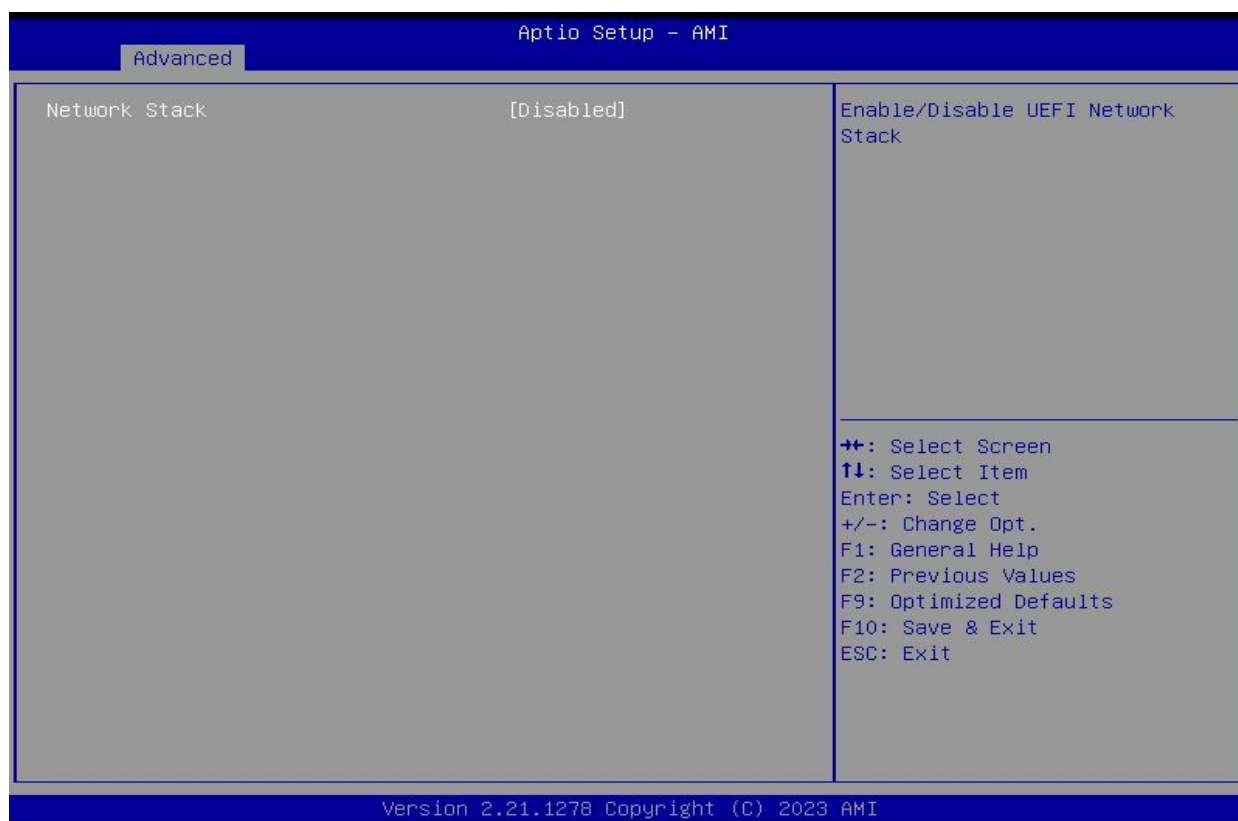 Aptio Setup – AMI
Advanced
Network Stack [Disabled]
Enable/Disable UEFI Network
Stack
→←: Select Screen
↑↓: Select Item
Enter: Select
+/-: Change Opt.
F1: General Help
F2: Previous Values
F9: Optimized Defaults
F10: Save & Exit
ESC: Exit
Version 2.21.1278 Copyright (C) 2023 AMI